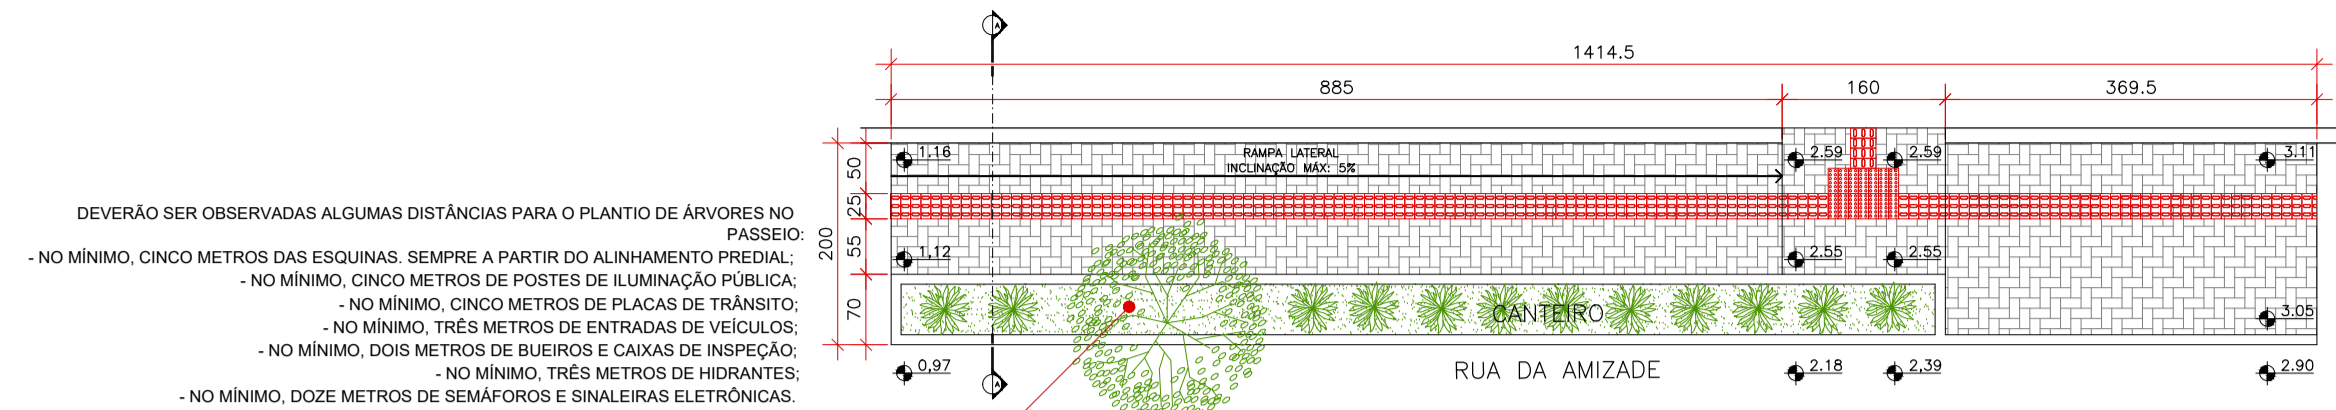 A
1414.5
885
160
369.5
1.16
RAMPA LATERAL
INCLINAÇÃO MÁX: 5%
2.59
2.59
3.11
50
25
55
70
200
DEVERÃO SER OBSERVADAS ALGUMAS DISTÂNCIAS PARA O PLANTIO DE ÁRVORES NO
PASSEIO:
- NO MÍNIMO, CINCO METROS DAS ESQUINAS. SEMPRE A PARTIR DO ALINHAMENTO PREDIAL;
- NO MÍNIMO, CINCO METROS DE POSTES DE ILUMINAÇÃO PÚBLICA;
- NO MÍNIMO, CINCO METROS DE PLACAS DE TRÂNSITO;
- NO MÍNIMO, TRÊS METROS DE ENTRADAS DE VEÍCULOS;
- NO MÍNIMO, DOIS METROS DE BUEIROS E CAIXAS DE INSPEÇÃO;
- NO MÍNIMO, TRÊS METROS DE HIDRANTES;
- NO MÍNIMO, DOZE METROS DE SEMÁFOROS E SINALEIRAS ELETRÔNICAS.
1,12
2.55
2.55
CANTEIRO
3.05
0,97
RUA DA AMIZADE
2.18
2,39
2.90
A